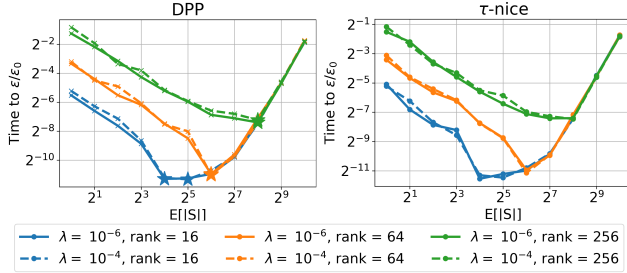 DPP
τ-nice
Time to ε/ε₀
2⁻²
2⁻⁴
2⁻⁶
2⁻⁸
2⁻¹⁰
2¹ 2³ 2⁵ 2⁷ 2⁹
E[|S|]
Time to ε/ε₀
2⁻¹
2⁻³
2⁻⁵
2⁻⁷
2⁻⁹
2⁻¹¹
2¹ 2³ 2⁵ 2⁷ 2⁹
E[|S|]
λ = 10⁻⁶, rank = 16 λ = 10⁻⁶, rank = 64 λ = 10⁻⁶, rank = 256
λ = 10⁻⁴, rank = 16 λ = 10⁻⁴, rank = 64 λ = 10⁻⁴, rank = 256